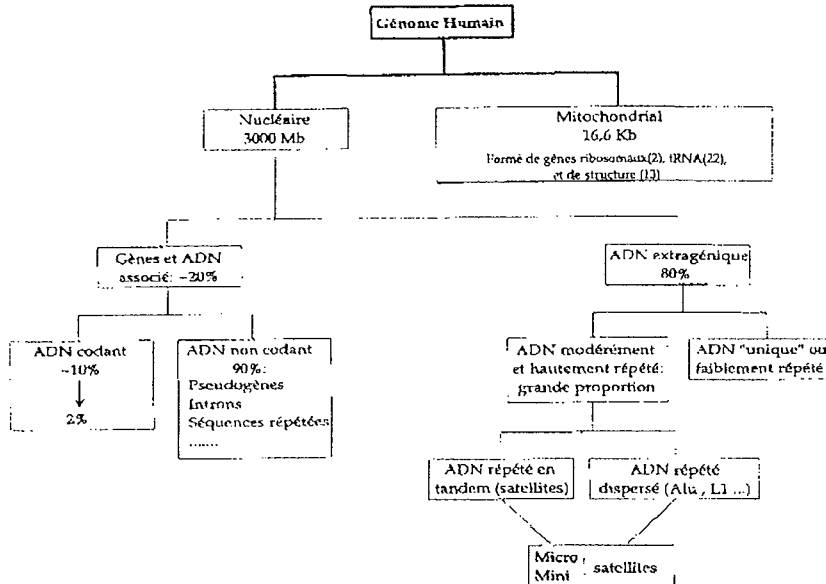 Génome Humain
Nucléaire
3000 Mb
Mitochondrial
16,6 Kb
Formé de gènes ribosomaux(2), tRNA(22),
et de structure (13)
Gènes et ADN
associé: ~20%
ADN extragénique
80%
ADN codant
~10%
2%
ADN non codant
90%:
Pseudogènes
Introns
Séquences répétées
.......
ADN modérément
et hautement répété:
grande proportion
ADN "unique" ou
faiblement répété
ADN répété en
tandem (satellites)
ADN répété
dispersé (Alu , L1 ...)
Micro
Mini
satellites